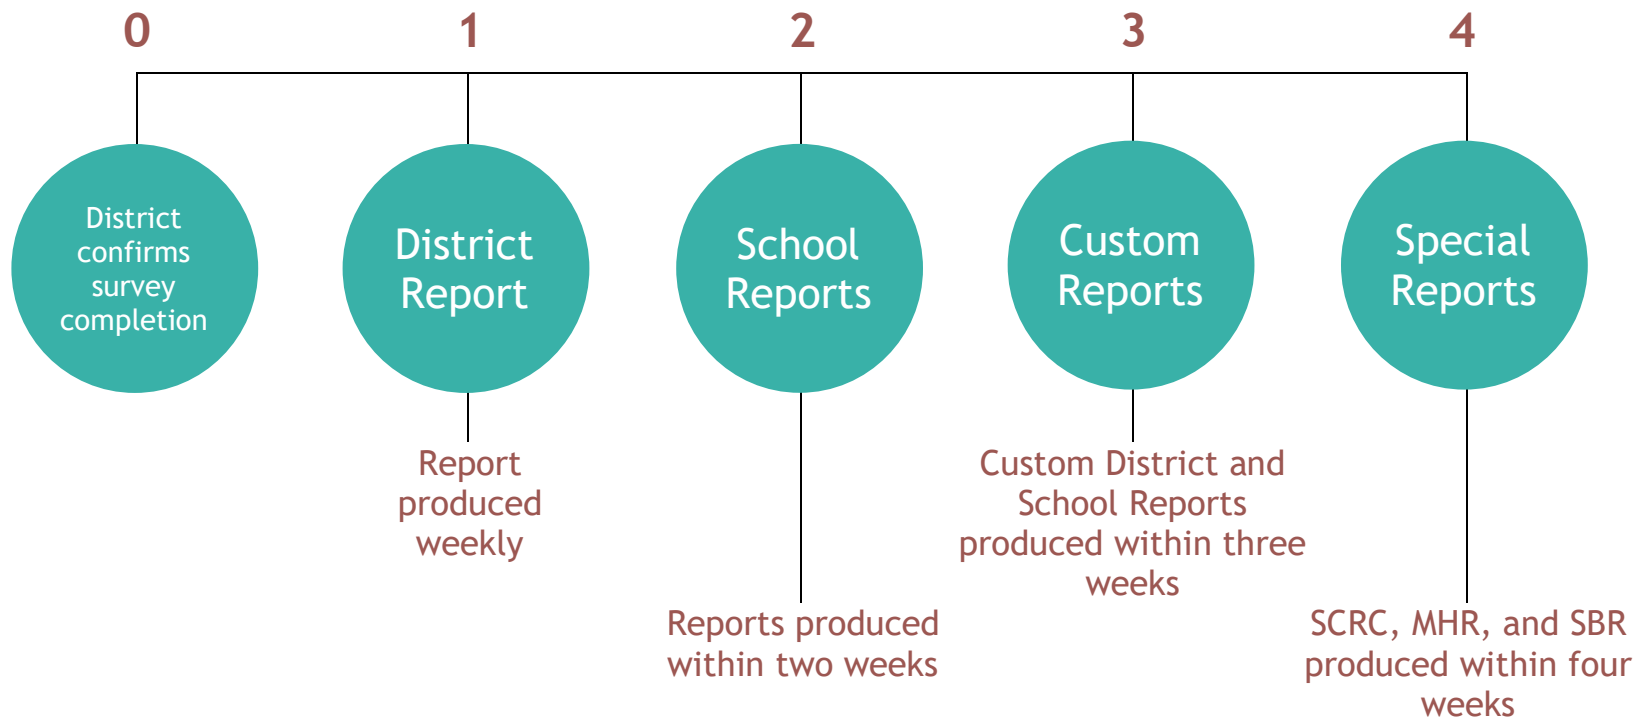 0
1
2
3
4
District
confirms
survey
completion
District
Report
School
Reports
Custom
Reports
Special
Reports
Report
produced
weekly
Reports produced
within two weeks
Custom District and
School Reports
produced within three
weeks
SCRC, MHR, and SBR
produced within four
weeks